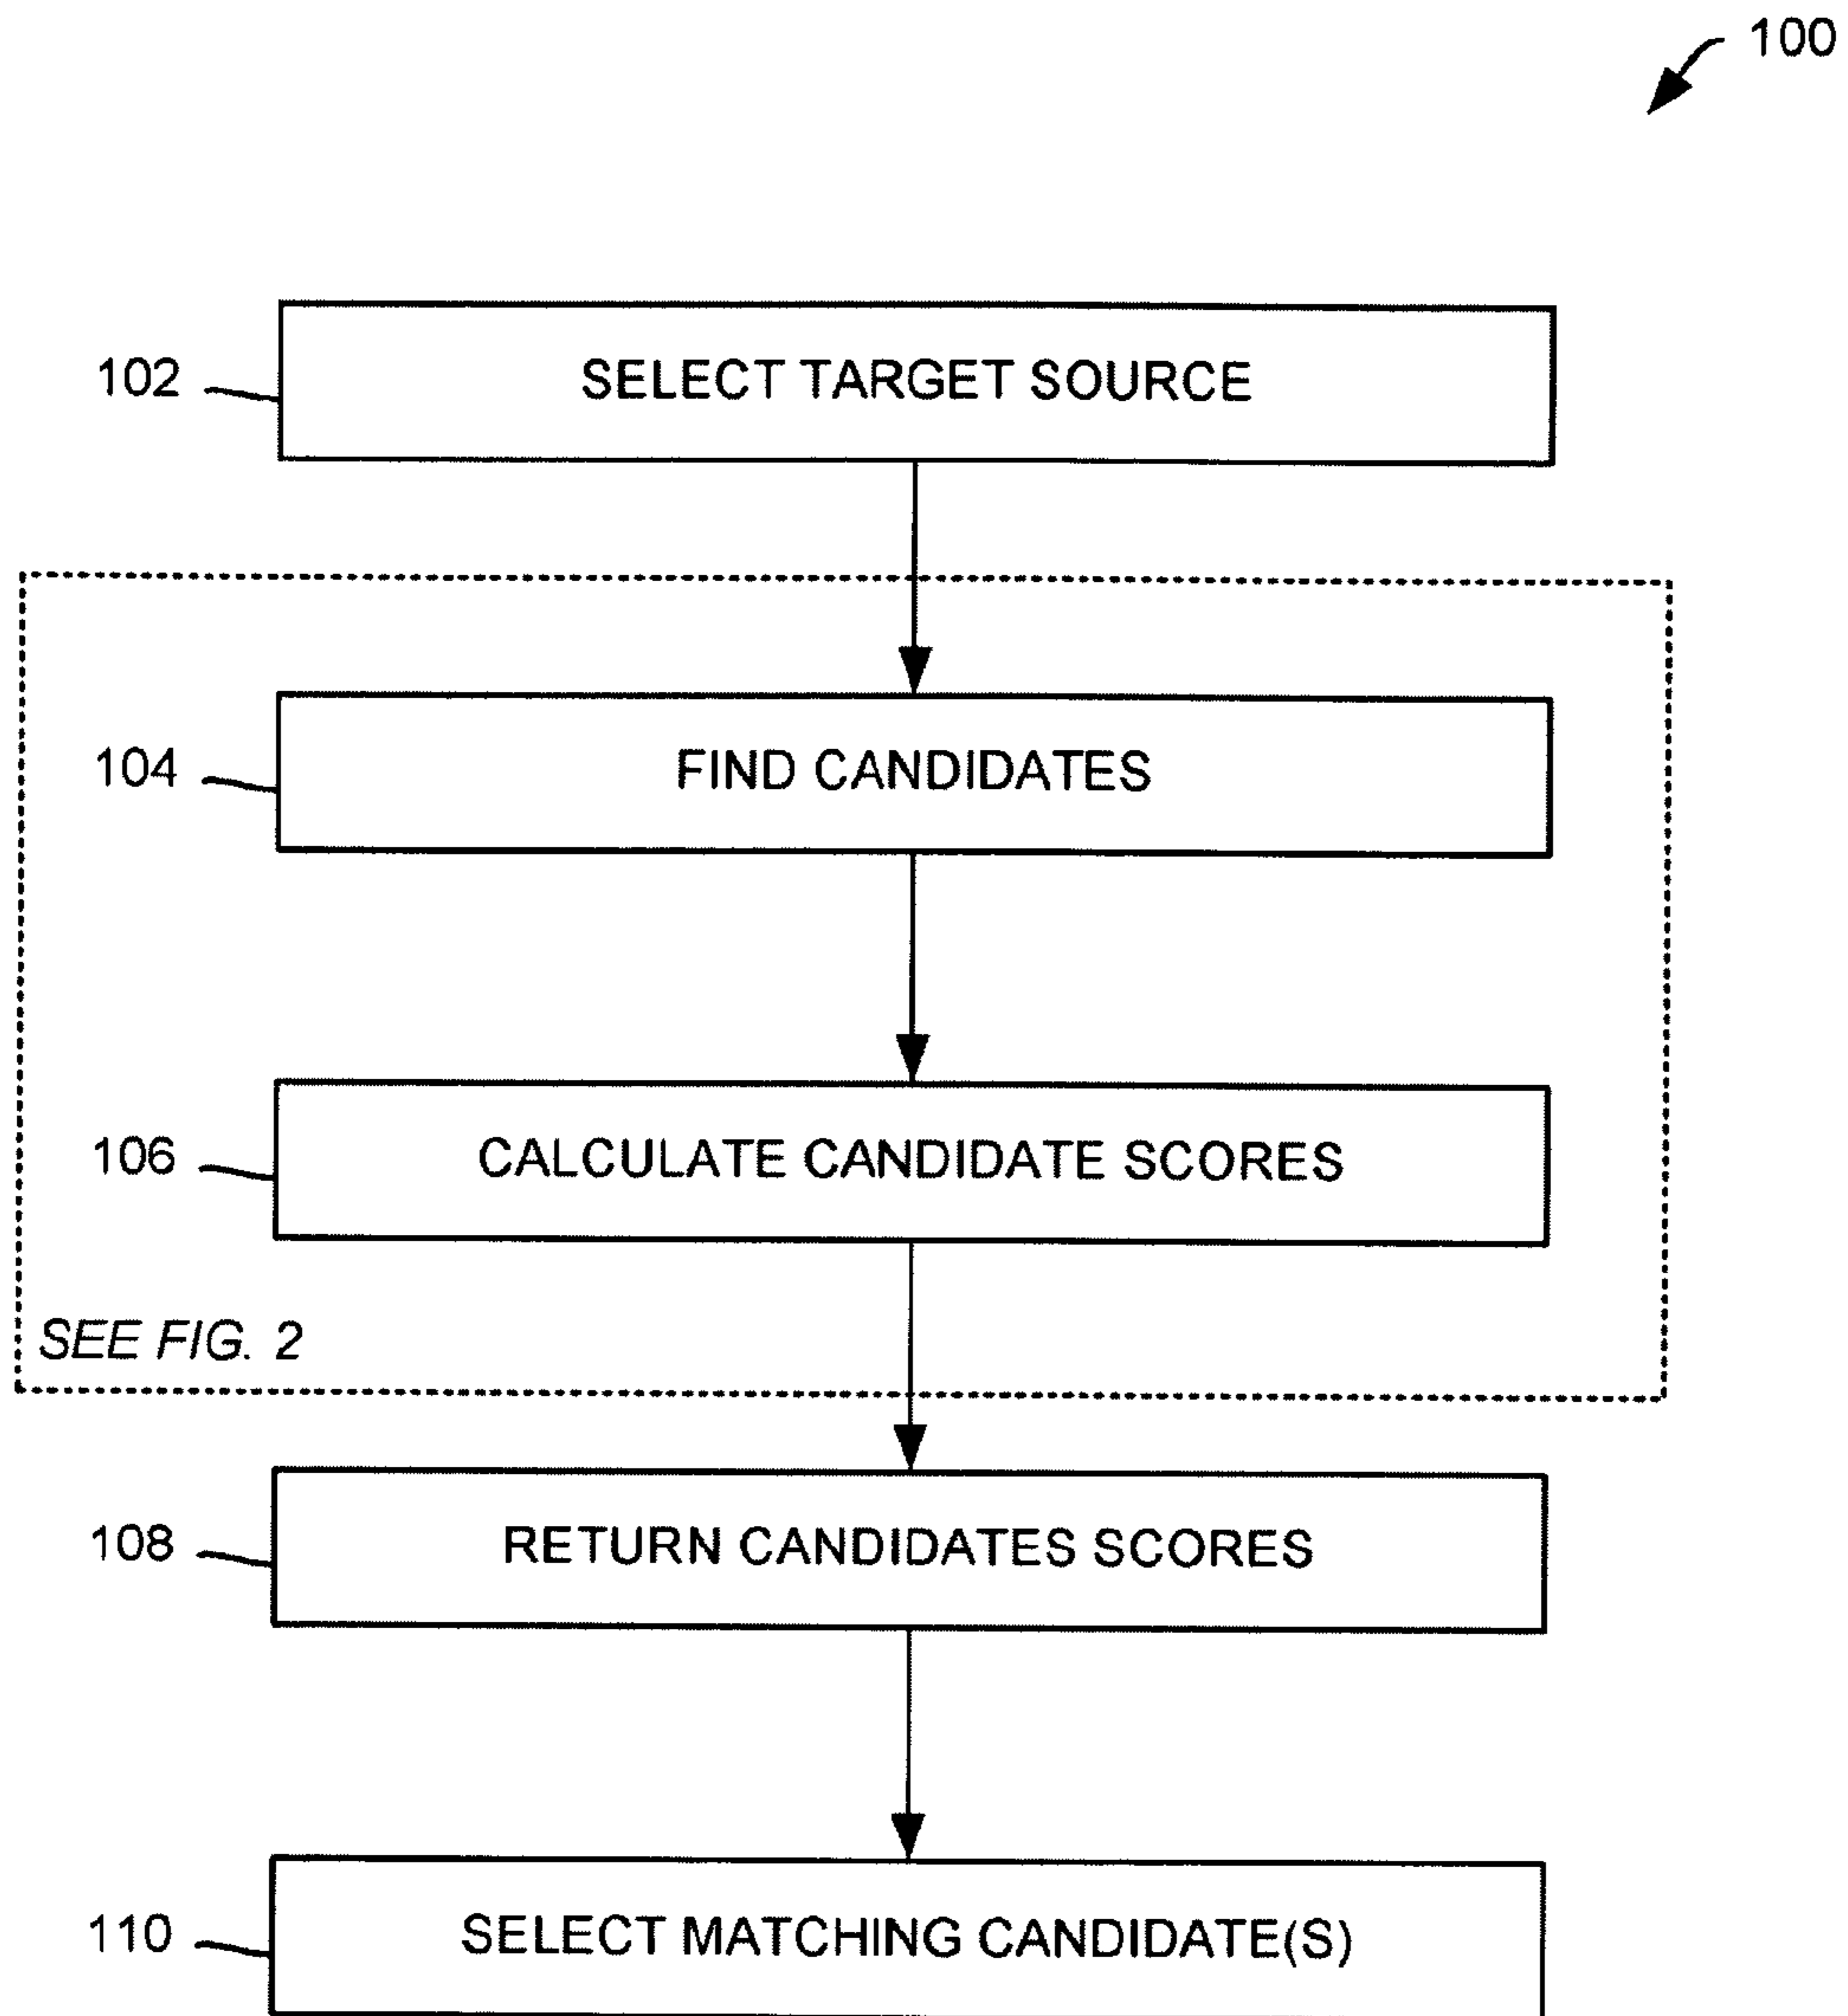 100
102
SELECT TARGET SOURCE
104
FIND CANDIDATES
106
CALCULATE CANDIDATE SCORES
SEE FIG. 2
108
RETURN CANDIDATES SCORES
110
SELECT MATCHING CANDIDATE(S)